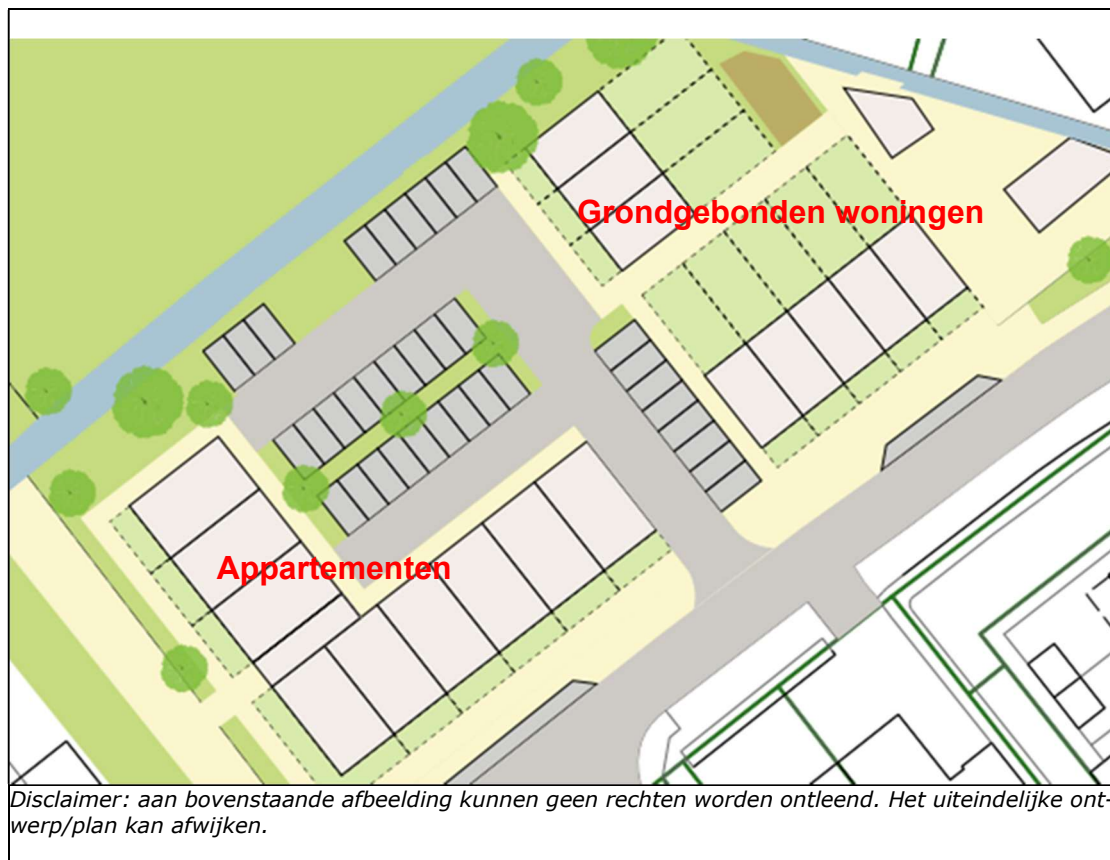 Grondgebonden woningen
Appartementen
Disclaimer: aan bovenstaande afbeelding kunnen geen rechten worden ontleend. Het uiteindelijke ont-
werp/plan kan afwijken.